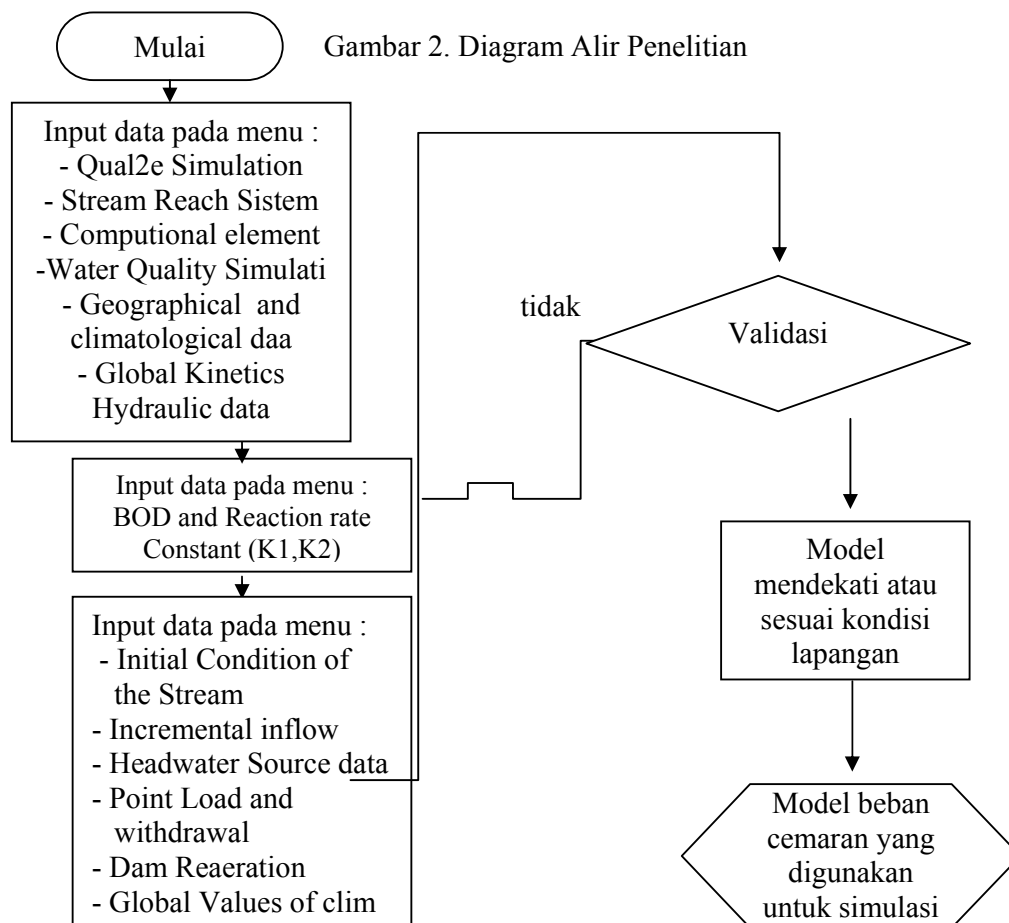 Mulai
Gambar 2. Diagram Alir Penelitian
Input data pada menu :
- Qual2e Simulation
- Stream Reach Sistem
- Computional element
-Water Quality Simulati
- Geographical and
climatological daa
- Global Kinetics
Hydraulic data
Input data pada menu :
BOD and Reaction rate
Constant (K1,K2)
Input data pada menu :
- Initial Condition of
the Stream
- Incremental inflow
- Headwater Source data
- Point Load and
withdrawal
- Dam Reaeration
- Global Values of clim
tidak
Validasi
Model
mendekati atau
sesuai kondisi
lapangan
Model beban
cemaran yang
digunakan
untuk simulasi